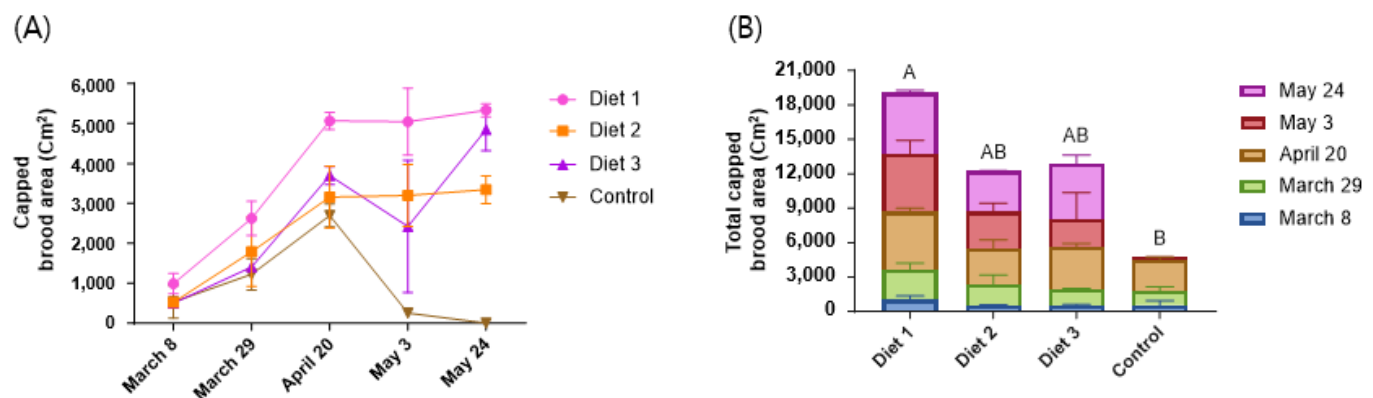 (A)
Capped
brood area (Cm²)
6,000
5,000
4,000
3,000
2,000
1,000
0
March 8
March 29
April 20
May 3
May 24
Diet 1
Diet 2
Diet 3
Control
(B)
Total capped
brood area (Cm²)
21,000
18,000
15,000
12,000
9,000
6,000
3,000
0
A
AB
AB
B
Diet 1
Diet 2
Diet 3
Control
May 24
May 3
April 20
March 29
March 8